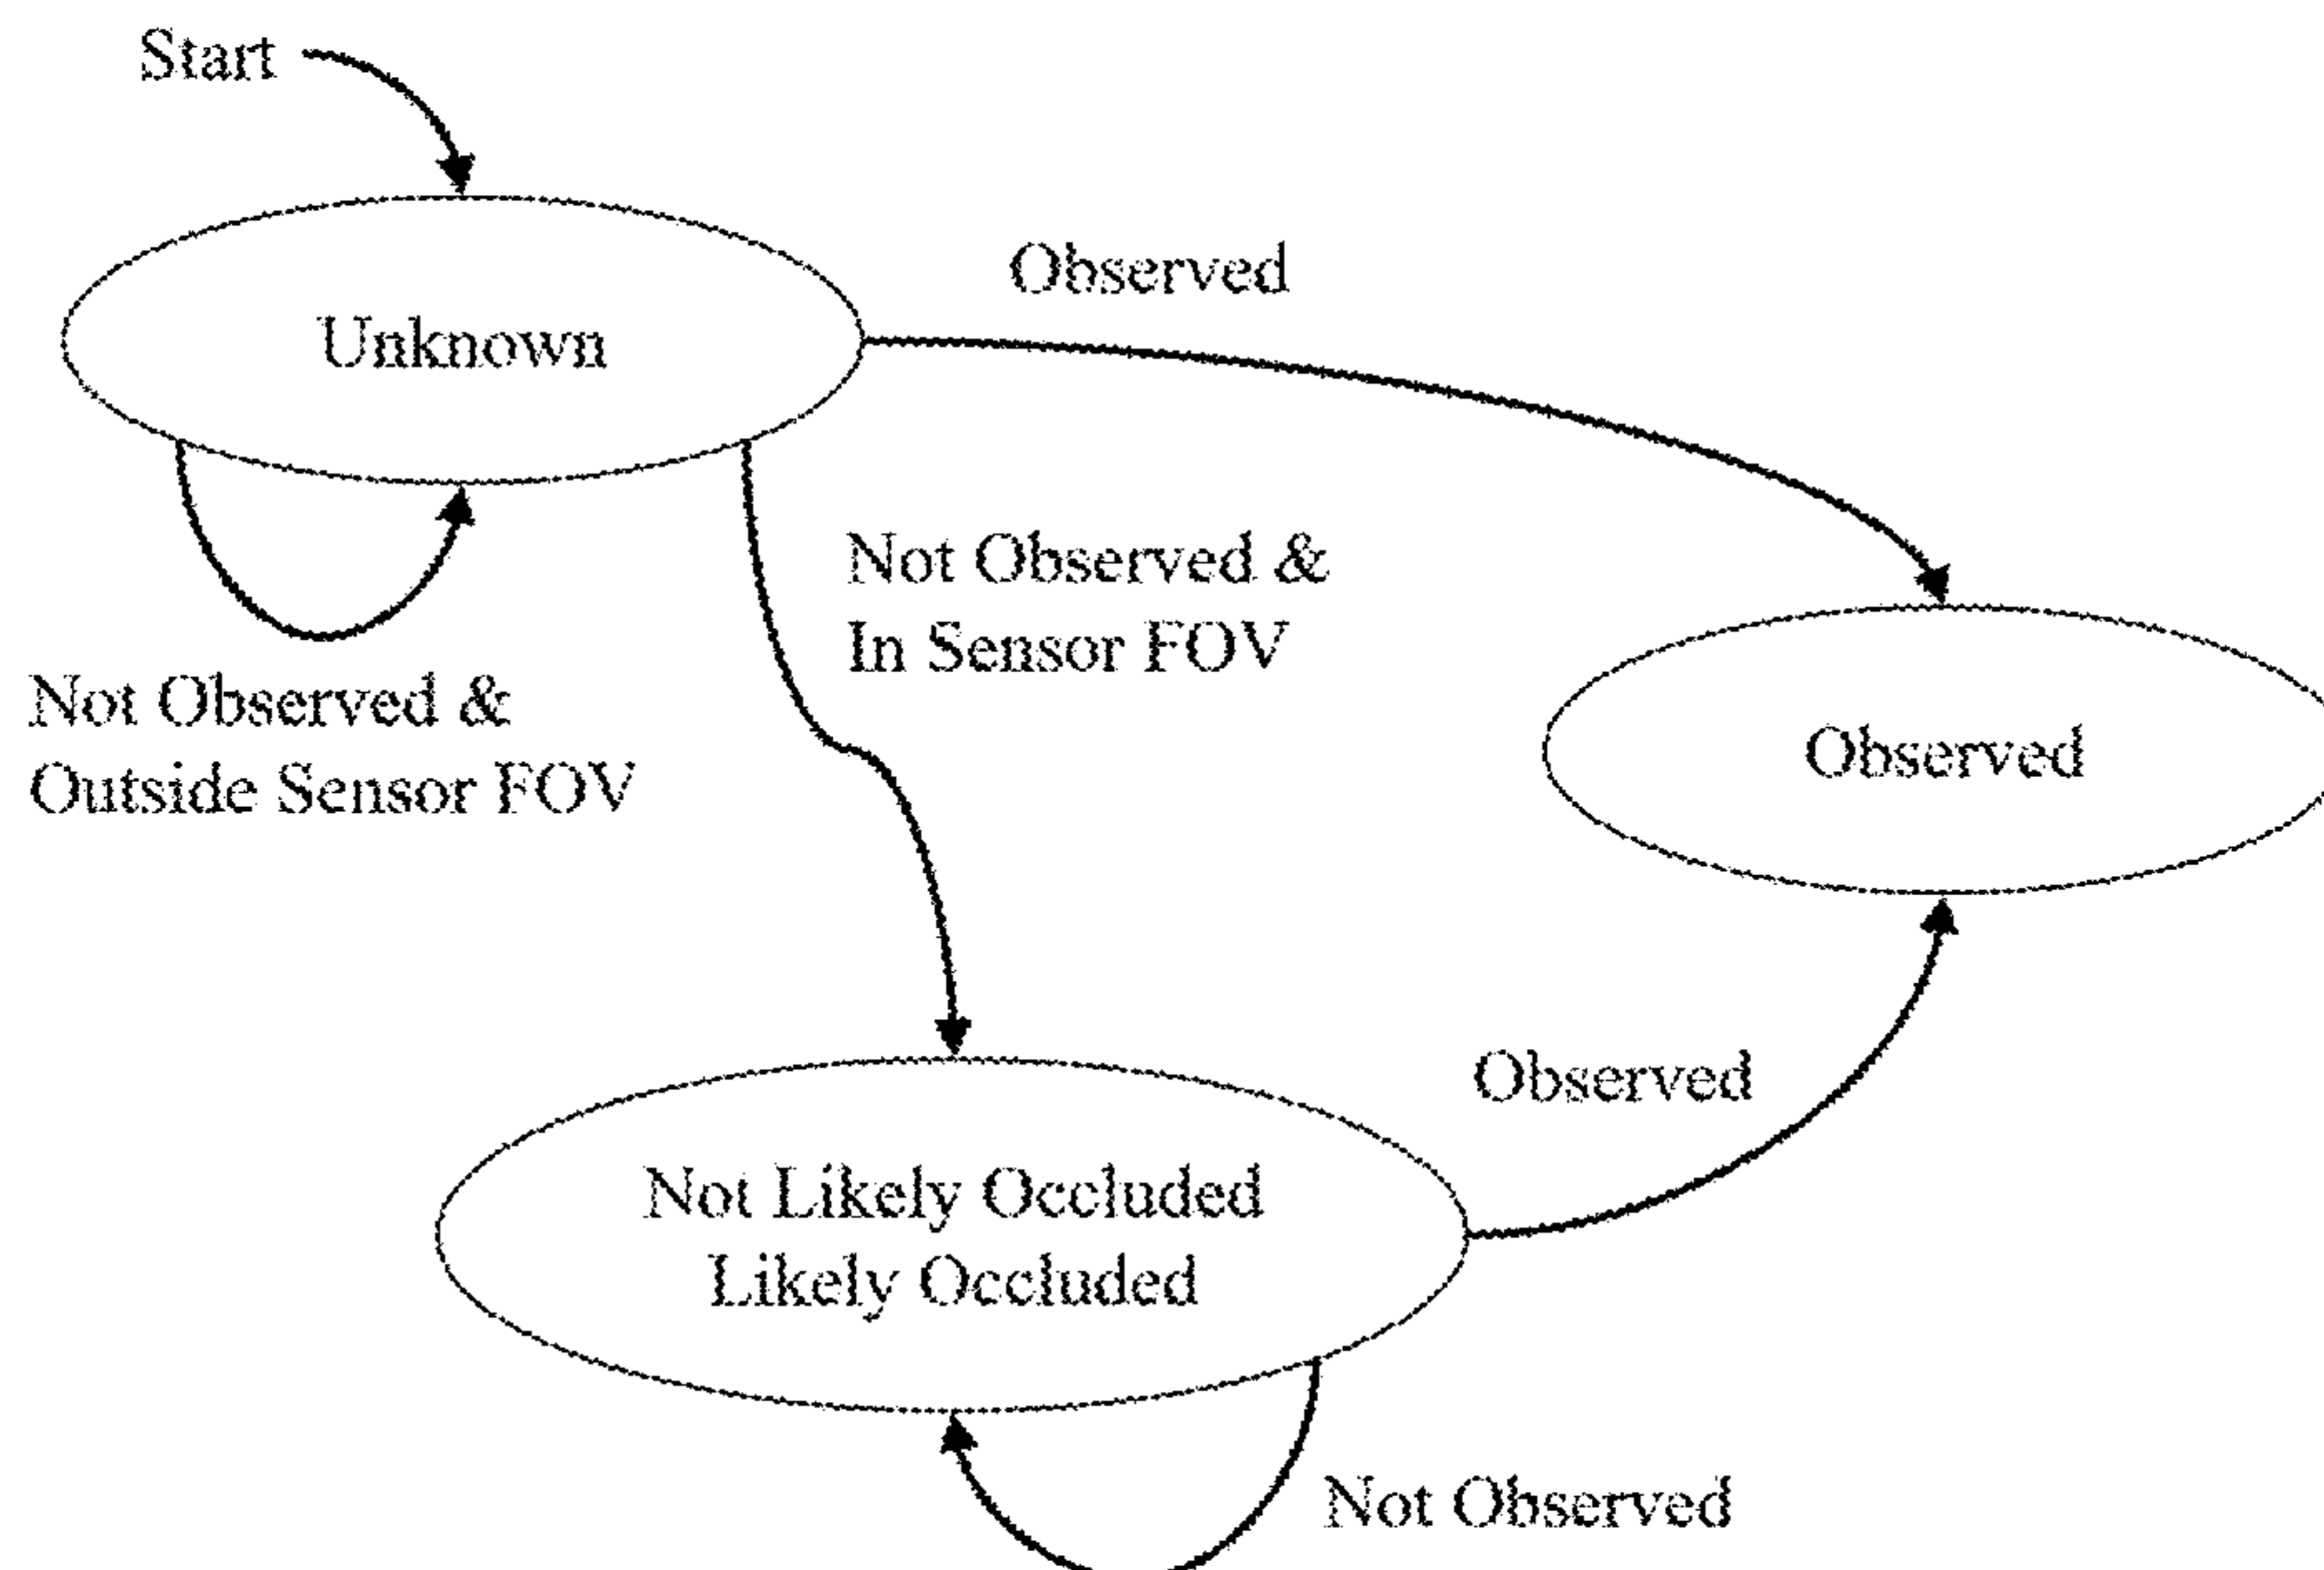 Start
Observed
Unknown
Not Observed &
In Sensor FOV
Not Observed &
Outside Sensor FOV
Observed
Observed
Not Likely Occluded
Likely Occluded
Not Observed